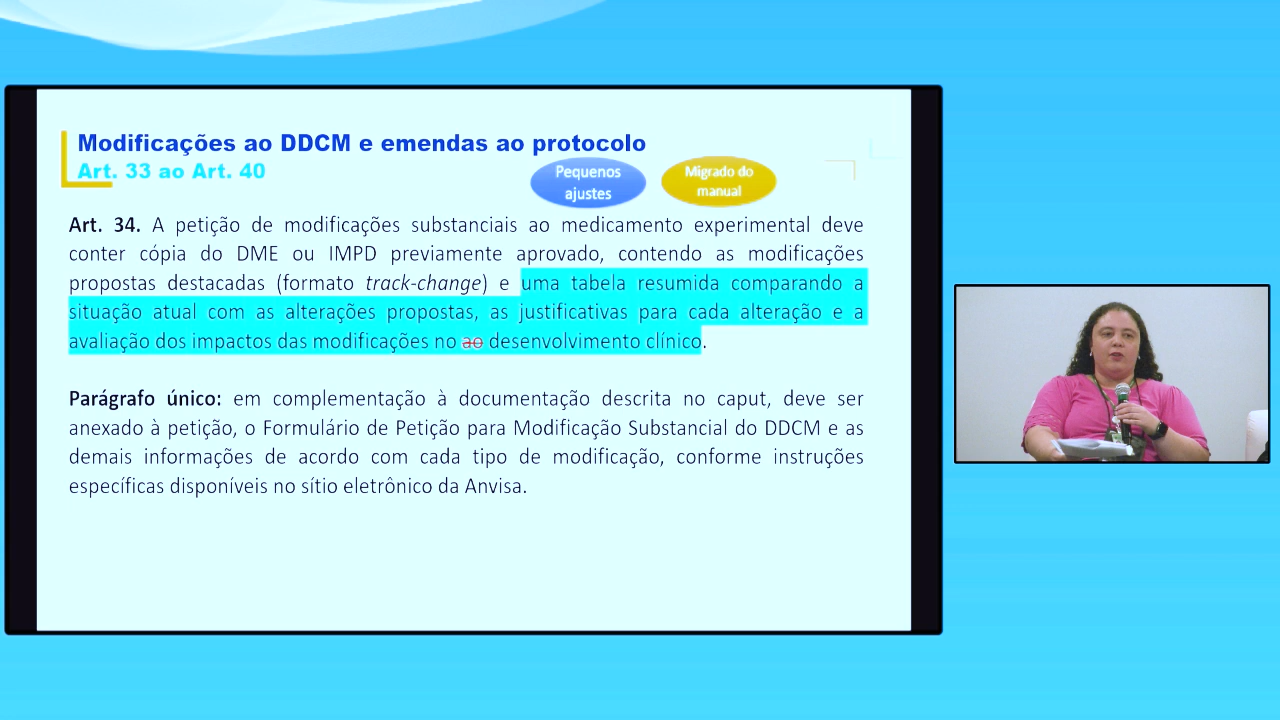 Modificações ao DDCM e emendas ao protocolo
Art. 33 ao Art. 40
Pequenos
ajustes
Migrado do
manual
Art. 34. A petição de modificações substanciais ao medicamento experimental deve
conter cópia do DME ou IMPD previamente aprovado, contendo as modificações
propostas destacadas (formato track-change) e uma tabela resumida comparando a
situação atual com as alterações propostas, as justificativas para cada alteração e a
avaliação dos impactos das modificações no ao desenvolvimento clínico.
Parágrafo único: em complementação à documentação descrita no caput, deve ser
anexado à petição, o Formulário de Petição para Modificação Substancial do DDCM e as
demais informações de acordo com cada tipo de modificação, conforme instruções
específicas disponíveis no sítio eletrônico da Anvisa.